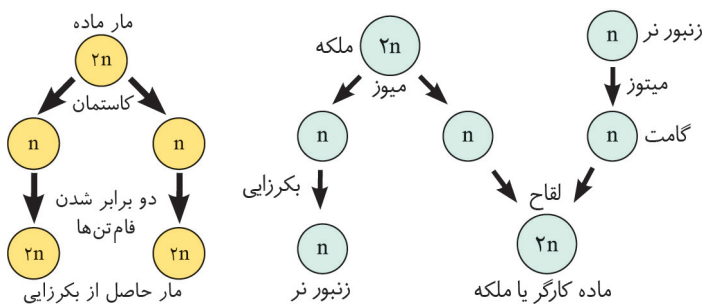 مار ماده
۲n
کاستمان
n
n
دو برابر شدن
فام‌تن‌ها
۲n
۲n
مار حاصل از بکرزایی
ملکه
۲n
میوز
n
n
بکرزایی
n
زنبور نر
زنبور نر
n
میتوز
n
گامت
لقاح
۲n
ماده کارگر یا ملکه